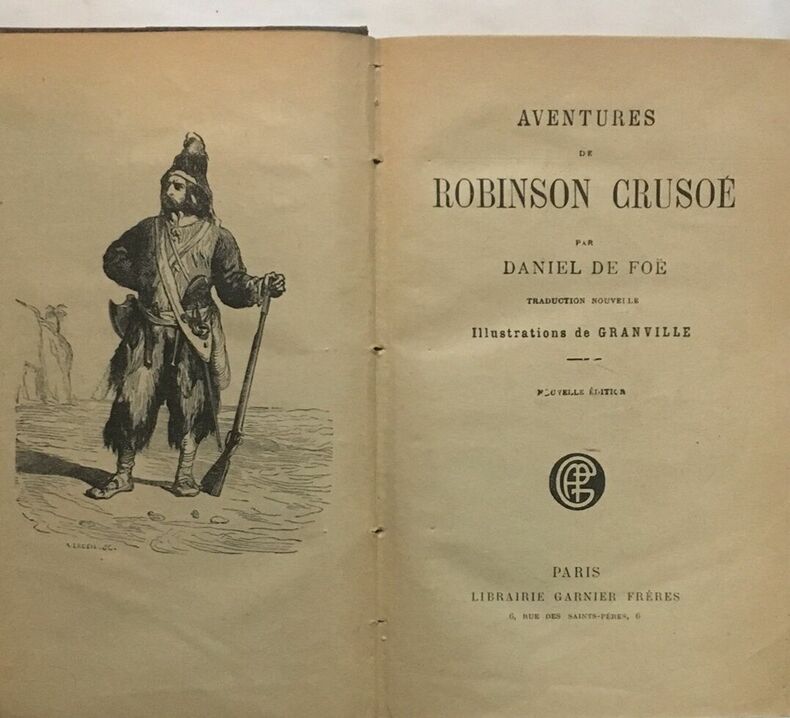 AVENTURES
DE
ROBINSON CRUSOÉ
PAR
DANIEL DE FOË
TRADUCTION NOUVELLE
Illustrations de GRANVILLE
NOUVELLE ÉDITION
PARIS
LIBRAIRIE GARNIER FRÈRES
6, RUE DES SAINTS-PÈRES, 6